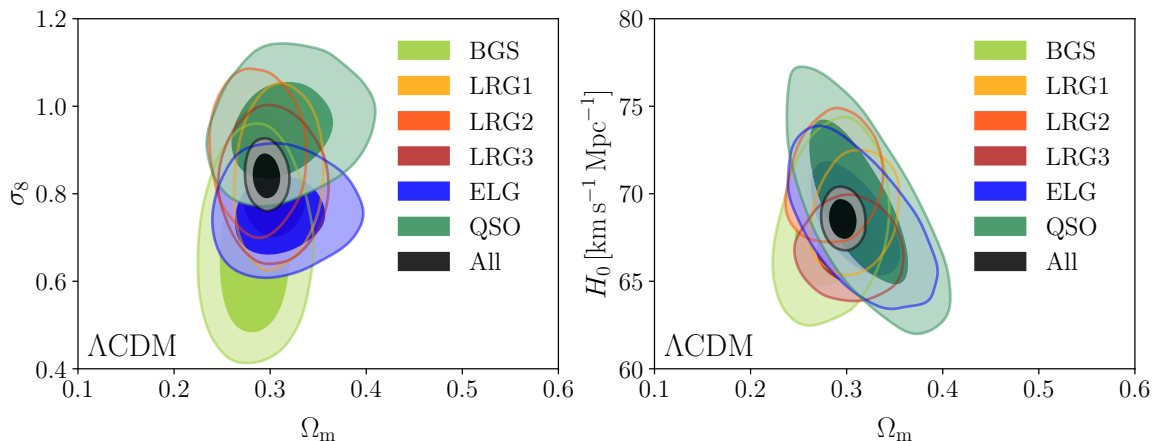 1.2
1.0
0.8
0.6
0.4
σ8
0.1
0.2
0.3
0.4
0.5
0.6
Ωm
BGS
LRG1
LRG2
LRG3
ELG
QSO
All
ΛCDM
80
75
70
65
60
H0 [km s−1 Mpc−1]
0.1
0.2
0.3
0.4
0.5
0.6
Ωm
BGS
LRG1
LRG2
LRG3
ELG
QSO
All
ΛCDM